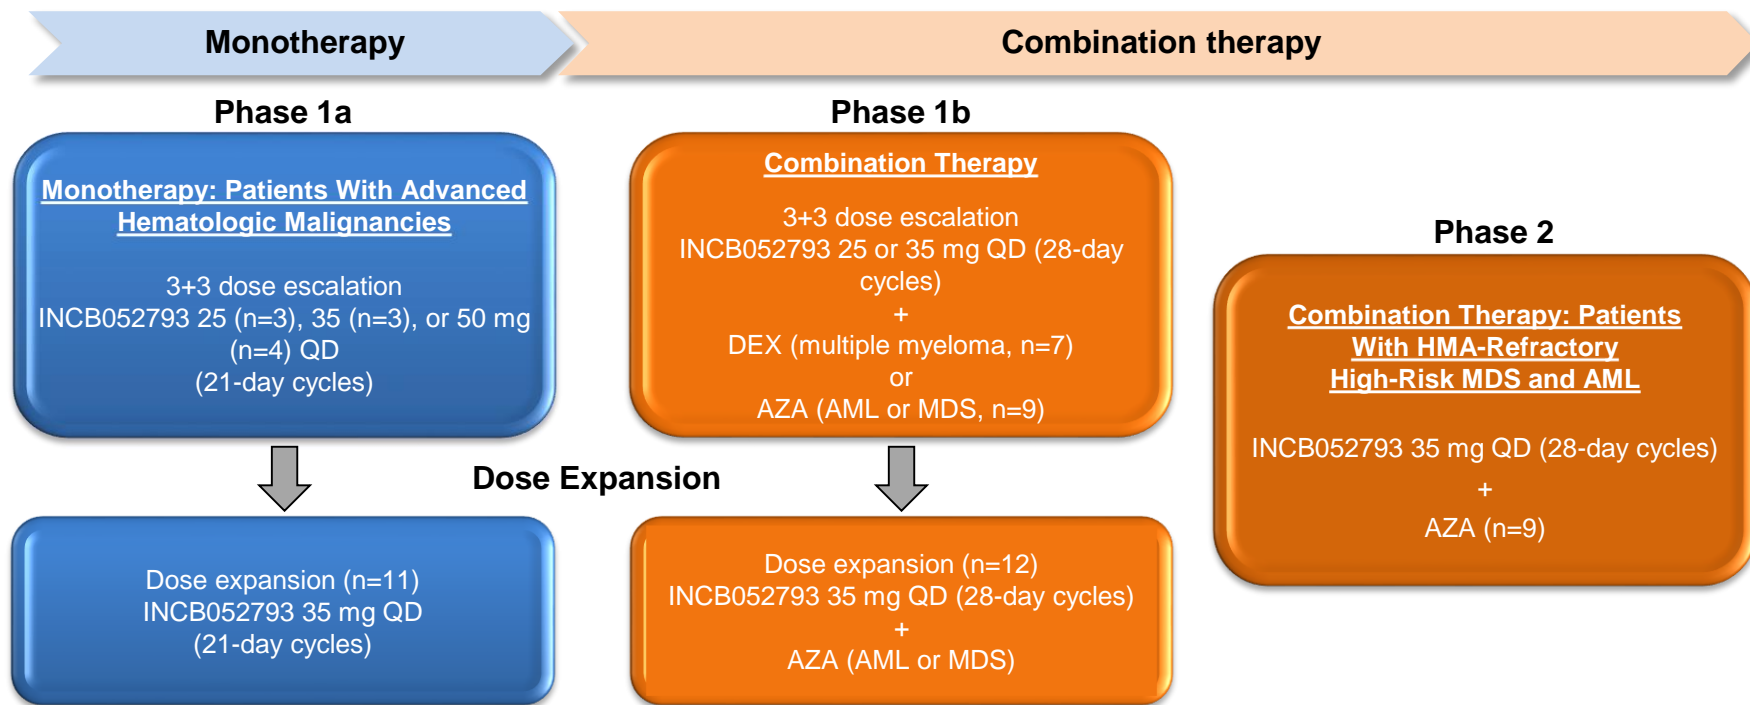 Monotherapy
Combination therapy
Phase 1a
Monotherapy: Patients With Advanced
Hematologic Malignancies
3+3 dose escalation
INCB052793 25 (n=3), 35 (n=3), or 50 mg
(n=4) QD
(21-day cycles)
Phase 1b
Combination Therapy
3+3 dose escalation
INCB052793 25 or 35 mg QD (28-day
cycles)
+
DEX (multiple myeloma, n=7)
or
AZA (AML or MDS, n=9)
Phase 2
Combination Therapy: Patients
With HMA-Refractory
High-Risk MDS and AML
INCB052793 35 mg QD (28-day cycles)
+
AZA (n=9)
Dose Expansion
Dose expansion (n=11)
INCB052793 35 mg QD
(21-day cycles)
Dose expansion (n=12)
INCB052793 35 mg QD (28-day cycles)
+
AZA (AML or MDS)